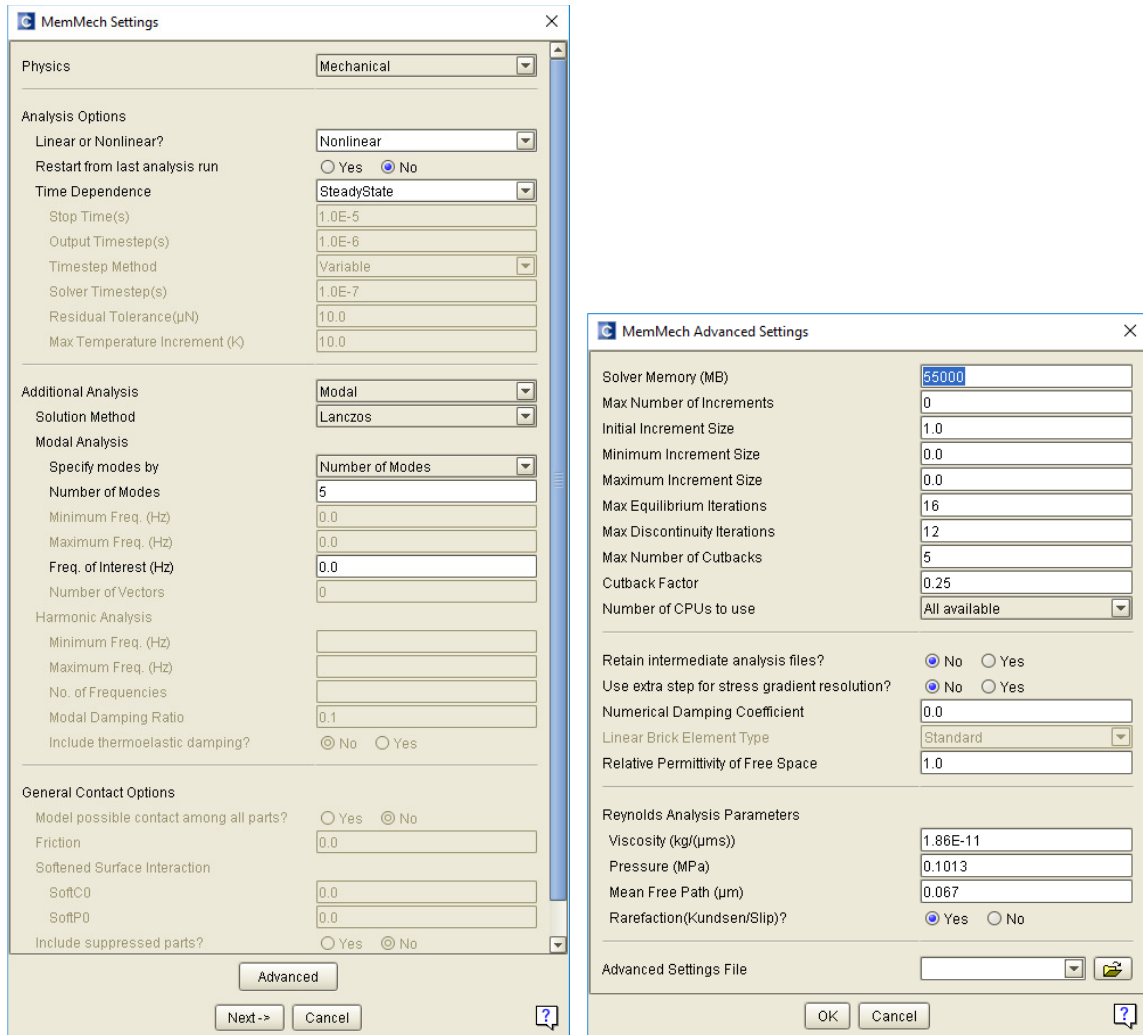 MemMech Settings
Physics Mechanical
Analysis Options
Linear or Nonlinear? Nonlinear
Restart from last analysis run Yes No
Time Dependence SteadyState
Stop Time(s) 1.0E-5
Output Timestep(s) 1.0E-6
Timestep Method Variable
Solver Timestep(s) 1.0E-7
Residual Tolerance(µN) 10.0
Max Temperature Increment (K) 10.0
Additional Analysis Modal
Solution Method Lanczos
Modal Analysis
Specify modes by Number of Modes
Number of Modes 5
Minimum Freq. (Hz) 0.0
Maximum Freq. (Hz) 0.0
Freq. of Interest (Hz) 0.0
Number of Vectors 0
Harmonic Analysis
Minimum Freq. (Hz)
Maximum Freq. (Hz)
No. of Frequencies
Modal Damping Ratio 0.1
Include thermoelastic damping? No Yes
General Contact Options
Model possible contact among all parts? Yes No
Friction 0.0
Softened Surface Interaction
SoftC0 0.0
SoftP0 0.0
Include suppressed parts? Yes No
Advanced
Next-> Cancel
MemMech Advanced Settings
Solver Memory (MB) 55000
Max Number of Increments 0
Initial Increment Size 1.0
Minimum Increment Size 0.0
Maximum Increment Size 0.0
Max Equilibrium Iterations 16
Max Discontinuity Iterations 12
Max Number of Cutbacks 5
Cutback Factor 0.25
Number of CPUs to use All available
Retain intermediate analysis files? No Yes
Use extra step for stress gradient resolution? No Yes
Numerical Damping Coefficient 0.0
Linear Brick Element Type Standard
Relative Permittivity of Free Space 1.0
Reynolds Analysis Parameters
Viscosity (kg/(µms)) 1.86E-11
Pressure (MPa) 0.1013
Mean Free Path (µm) 0.067
Rarefaction(Kundsen/Slip)? Yes No
Advanced Settings File
OK Cancel